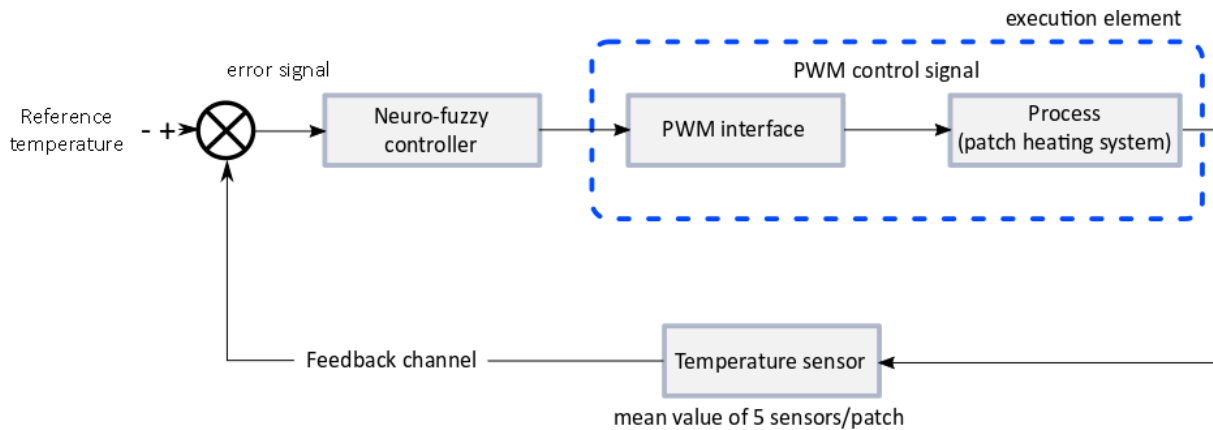 execution element
error signal
PWM control signal
Reference
temperature
- +
Neuro-fuzzy
controller
PWM interface
Process
(patch heating system)
Feedback channel
Temperature sensor
mean value of 5 sensors/patch